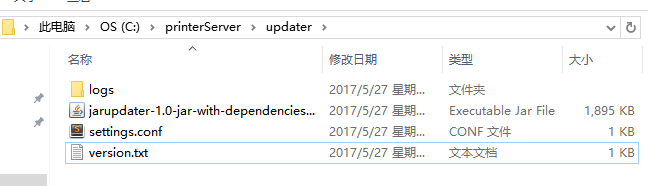 此电脑 > OS (C:) > printerServer > updater >
名称 修改日期 类型 大小
logs 2017/5/27 星期... 文件夹
jarupdater-1.0-jar-with-dependencies... 2017/5/27 星期... Executable Jar File 1,895 KB
settings.conf 2017/5/27 星期... CONF 文件 1 KB
version.txt 2017/5/27 星期... 文本文档 1 KB